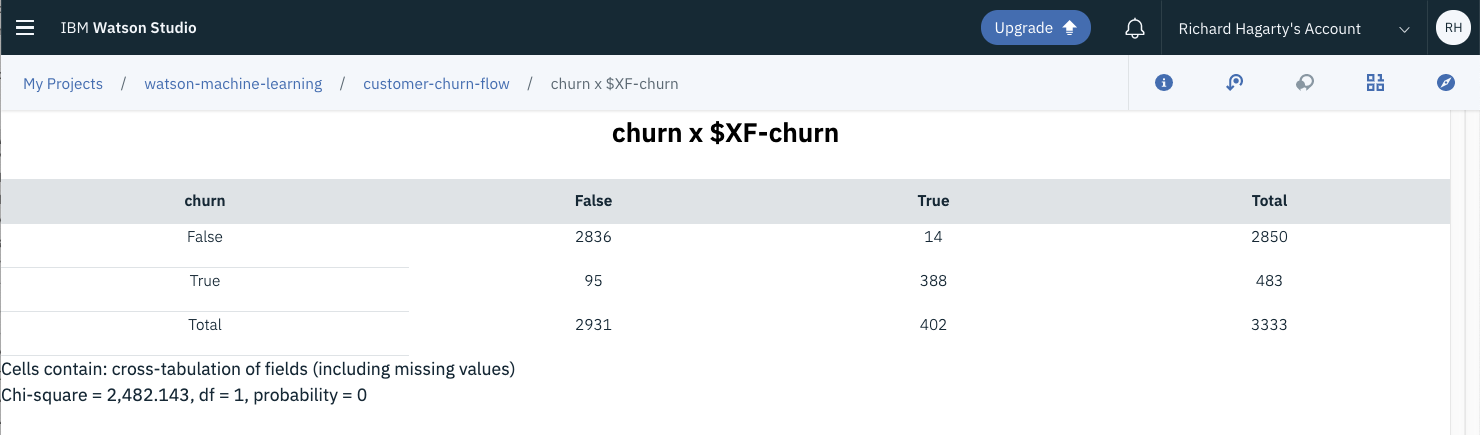 IBM Watson Studio Upgrade Richard Hagarty's Account RH
My Projects / watson-machine-learning / customer-churn-flow / churn x $XF-churn
churn x $XF-churn
churn False True Total
False 2836 14 2850
True 95 388 483
Total 2931 402 3333
Cells contain: cross-tabulation of fields (including missing values)
Chi-square = 2,482.143, df = 1, probability = 0